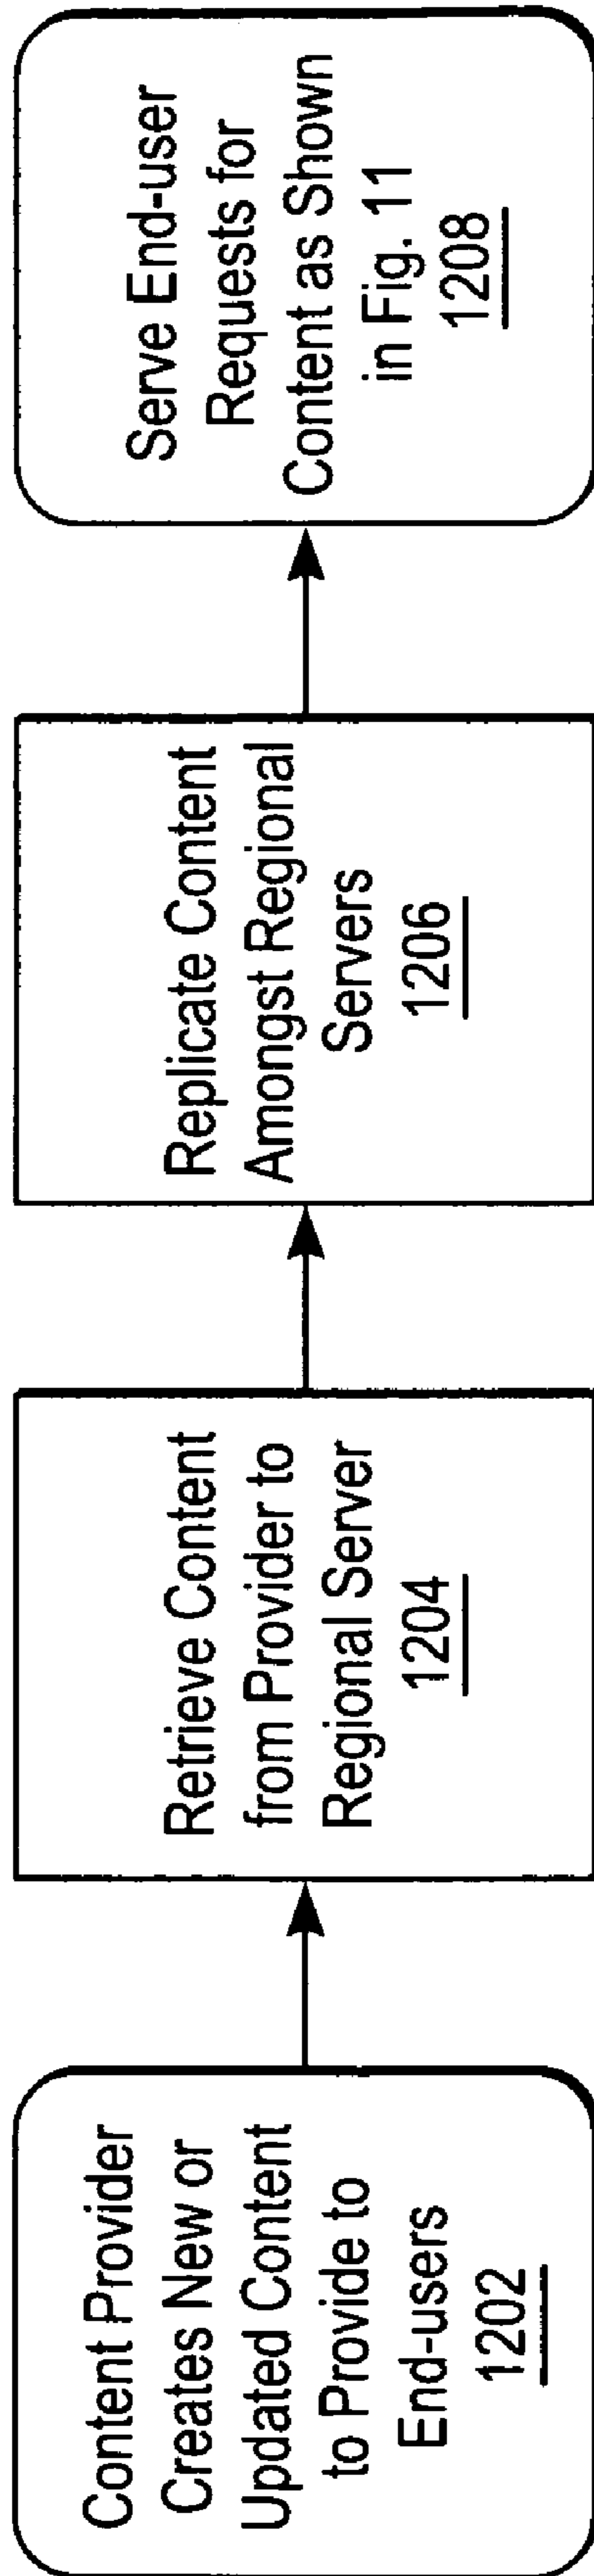 Content Provider
Creates New or
Updated Content
to Provide to
End-users
1202
Retrieve Content
from Provider to
Regional Server
1204
Replicate Content
Amongst Regional
Servers
1206
Serve End-user
Requests for
Content as Shown
in Fig. 11
1208